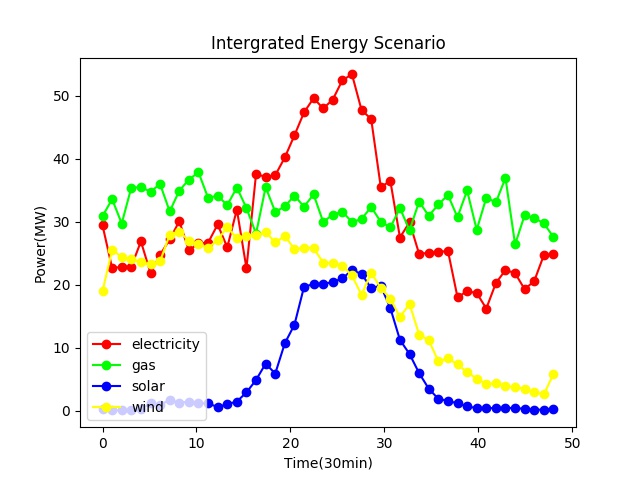 Intergrated Energy Scenario
Power(MW)
50
40
30
20
10
0
electricity
gas
solar
wind
0 10 20 30 40 50
Time(30min)